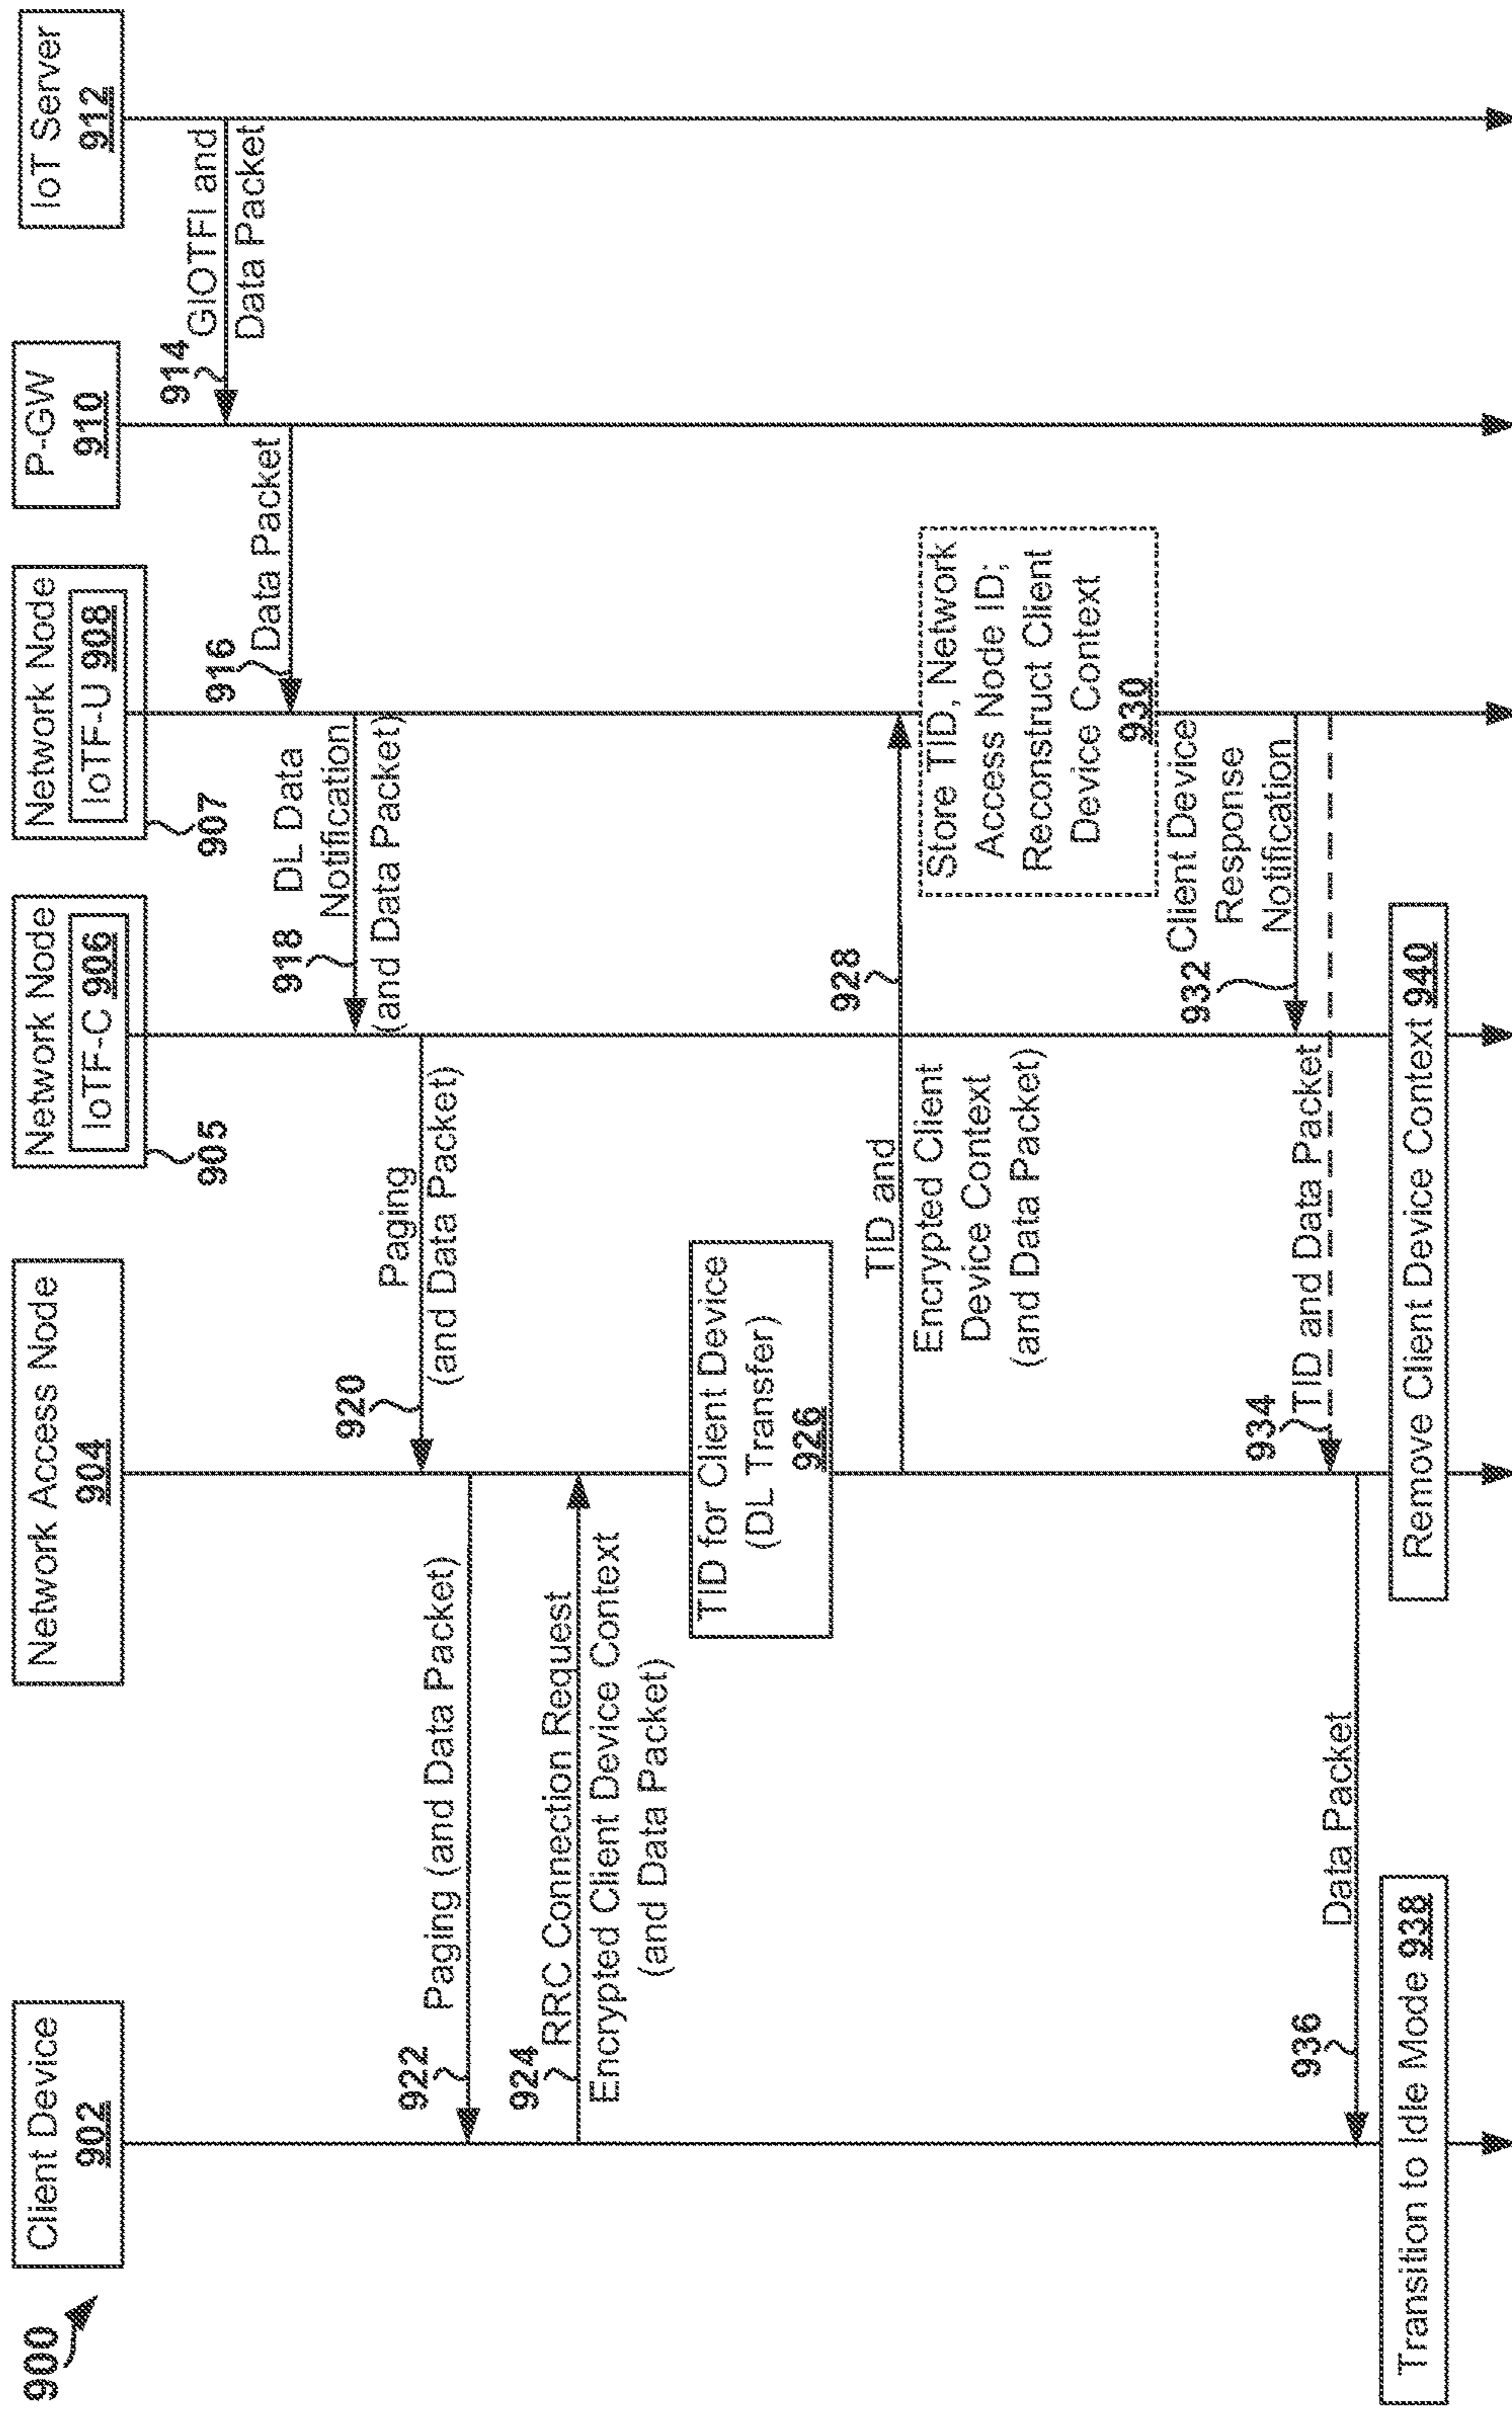 900
Client Device
902
Network Access Node
904
Network Node
IoTF-C 906
905
Network Node
IoTF-U 908
907
P-GW
910
IoT Server
912
914
GIOTFI and
Data Packet
916
Data Packet
918
DL Data
Notification
(and Data Packet)
920
Paging
(and Data Packet)
922
Paging (and Data Packet)
924
RRC Connection Request
Encrypted Client Device Context
(and Data Packet)
TID for Client Device
(DL Transfer)
926
928
TID and
Encrypted Client
Device Context
(and Data Packet)
Store TID, Network
Access Node ID;
Reconstruct Client
Device Context
930
932
Client Device
Response
Notification
934
TID and Data Packet
936
Data Packet
Transition to Idle Mode 938
Remove Client Device Context 940